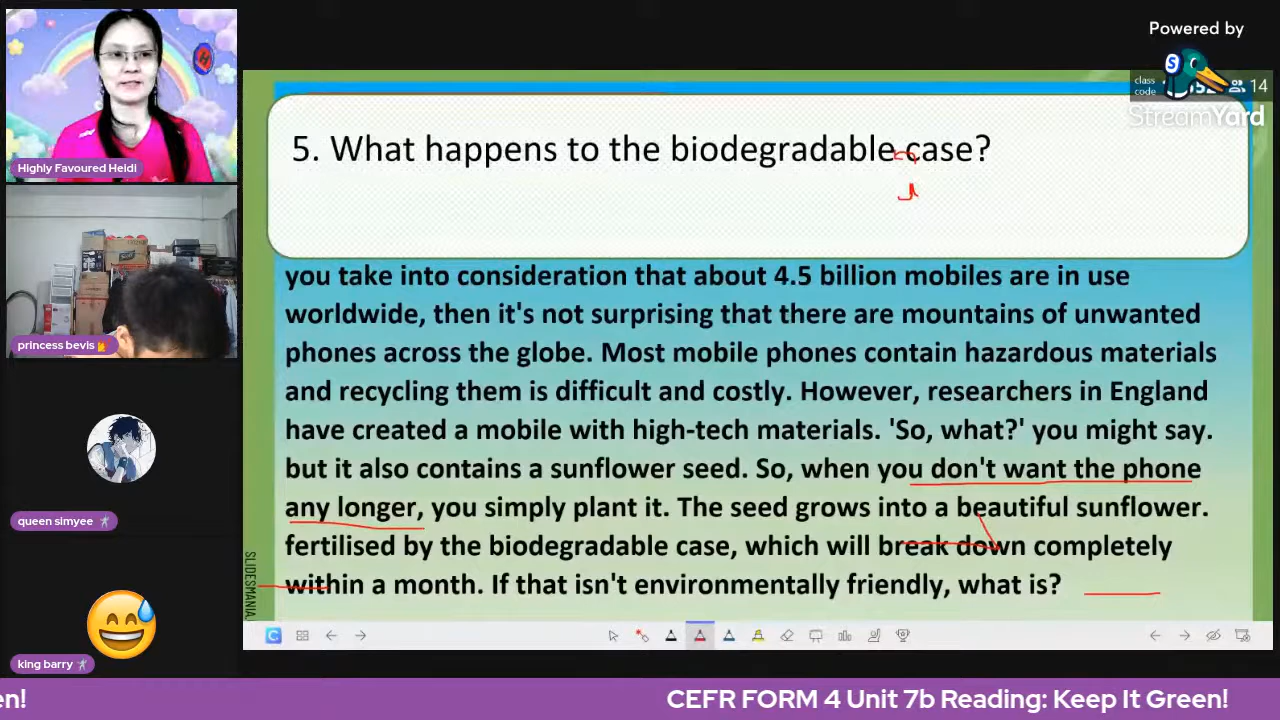 Powered by
class
code
14
StreamYard
Highly Favoured Heidi
princess bevis
queen simyee
king barry
5. What happens to the biodegradable case?
you take into consideration that about 4.5 billion mobiles are in use
worldwide, then it's not surprising that there are mountains of unwanted
phones across the globe. Most mobile phones contain hazardous materials
and recycling them is difficult and costly. However, researchers in England
have created a mobile with high-tech materials. 'So, what?' you might say.
but it also contains a sunflower seed. So, when you don't want the phone
any longer, you simply plant it. The seed grows into a beautiful sunflower.
fertilised by the biodegradable case, which will break down completely
within a month. If that isn't environmentally friendly, what is?
SLIDESMANIA
en!
CEFR FORM 4 Unit 7b Reading: Keep It Green!